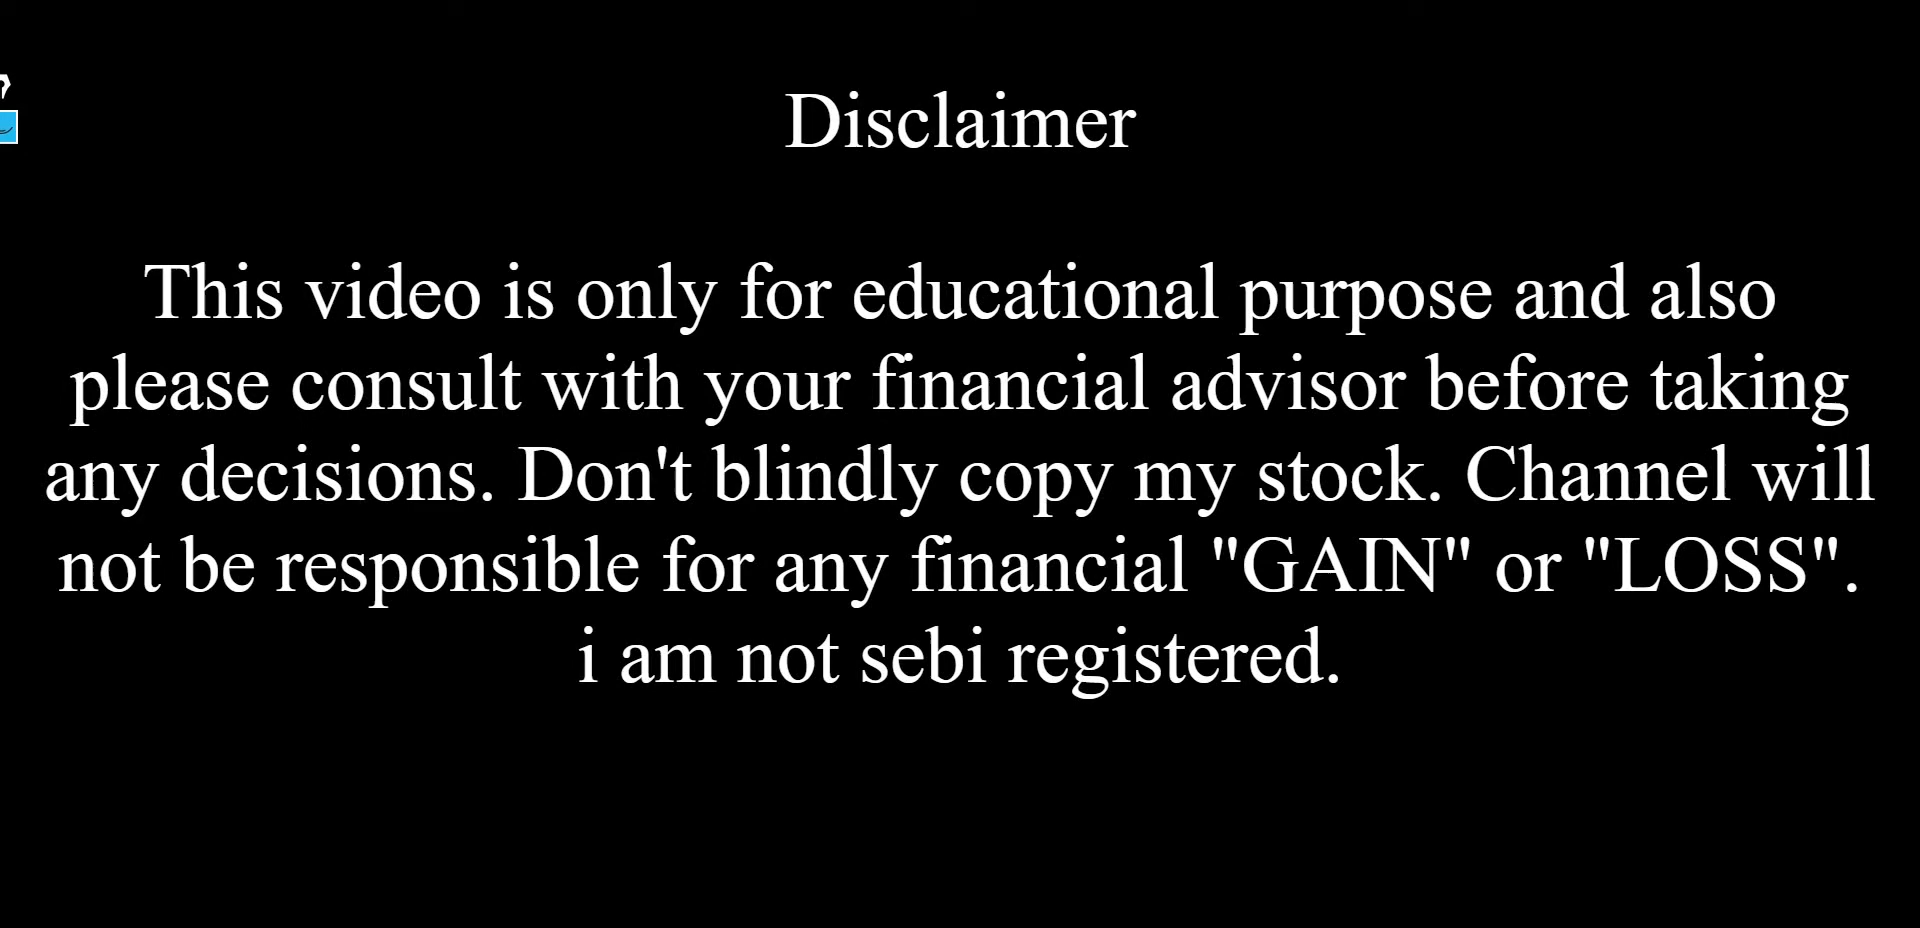 Disclaimer
This video is only for educational purpose and also
please consult with your financial advisor before taking
any decisions. Don't blindly copy my stock. Channel will
not be responsible for any financial "GAIN" or "LOSS".
i am not sebi registered.